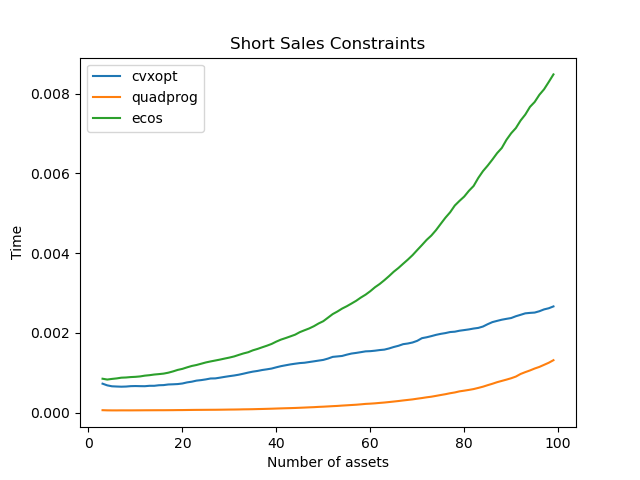 Short Sales Constraints
cvxopt
quadprog
ecos
0.008
0.006
0.004
0.002
0.000
Time
0
20
40
60
80
100
Number of assets